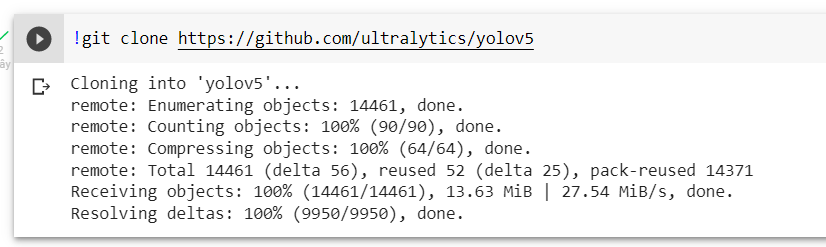 !git clone https://github.com/ultralytics/yolov5
2
ây
Cloning into 'yolov5'...
remote: Enumerating objects: 14461, done.
remote: Counting objects: 100% (90/90), done.
remote: Compressing objects: 100% (64/64), done.
remote: Total 14461 (delta 56), reused 52 (delta 25), pack-reused 14371
Receiving objects: 100% (14461/14461), 13.63 MiB | 27.54 MiB/s, done.
Resolving deltas: 100% (9950/9950), done.